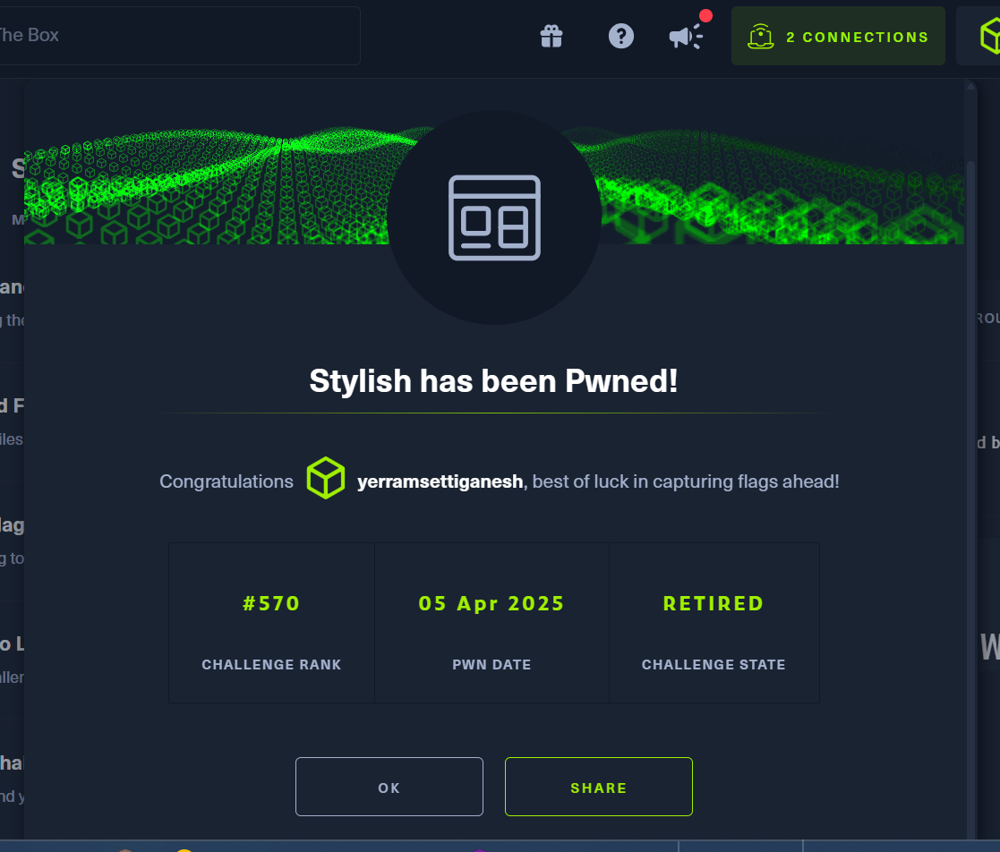 The Box
2 CONNECTIONS
Stylish has been Pwned!
Congratulations yerramsettiganesh, best of luck in capturing flags ahead!
#570
05 Apr 2025
RETIRED
CHALLENGE RANK
PWN DATE
CHALLENGE STATE
OK
SHARE